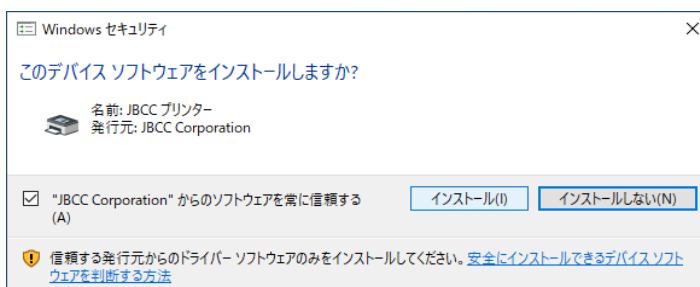 Windows セキュリティ
このデバイス ソフトウェアをインストールしますか?
名前: JBCC プリンター
発行元: JBCC Corporation
"JBCC Corporation" からのソフトウェアを常に信頼する
(A)
インストール(I)
インストールしない(N)
信頼する発行元からのドライバー ソフトウェアのみをインストールしてください。安全にインストールできるデバイス ソフト
ウェアを判断する方法